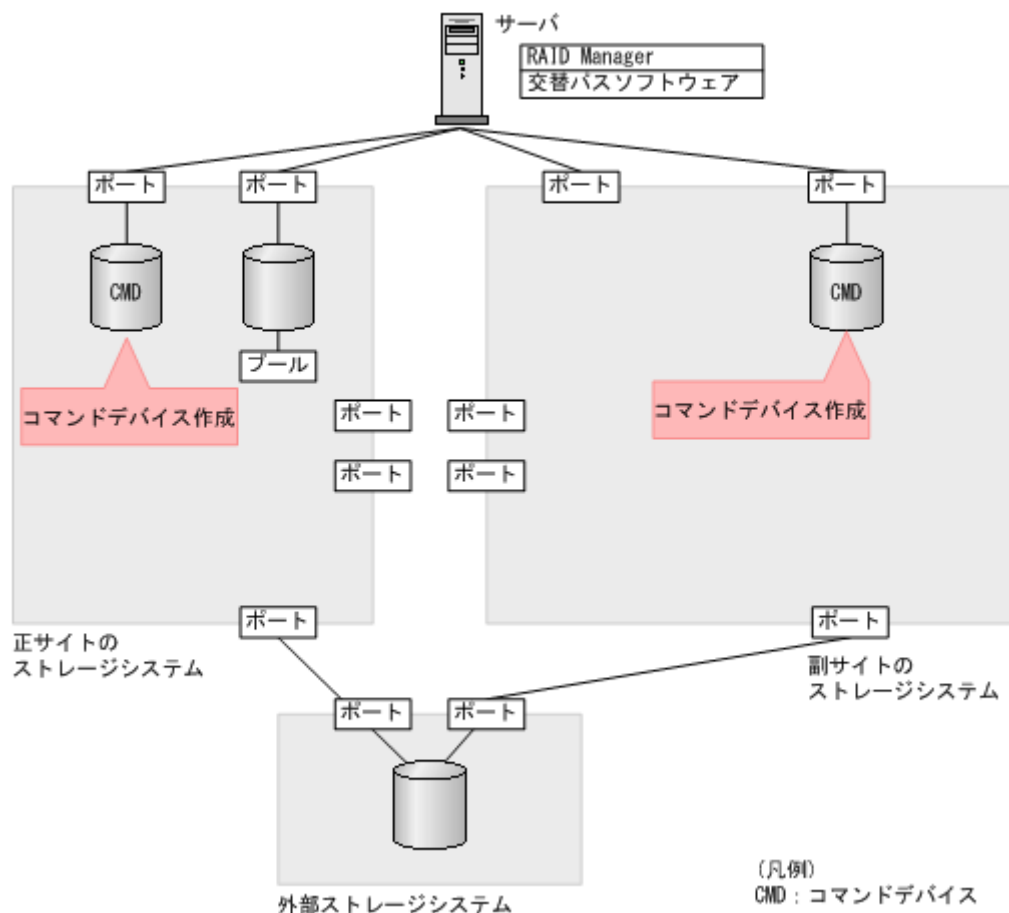 サーバ
RAID Manager
交替パスソフトウェア
ポート
ポート
ポート
ポート
CMD
CMD
プール
コマンドデバイス作成
コマンドデバイス作成
ポート
ポート
ポート
ポート
ポート
ポート
正サイトの
ストレージシステム
副サイトの
ストレージシステム
ポート
ポート
外部ストレージシステム
(凡例)
CMD：コマンドデバイス